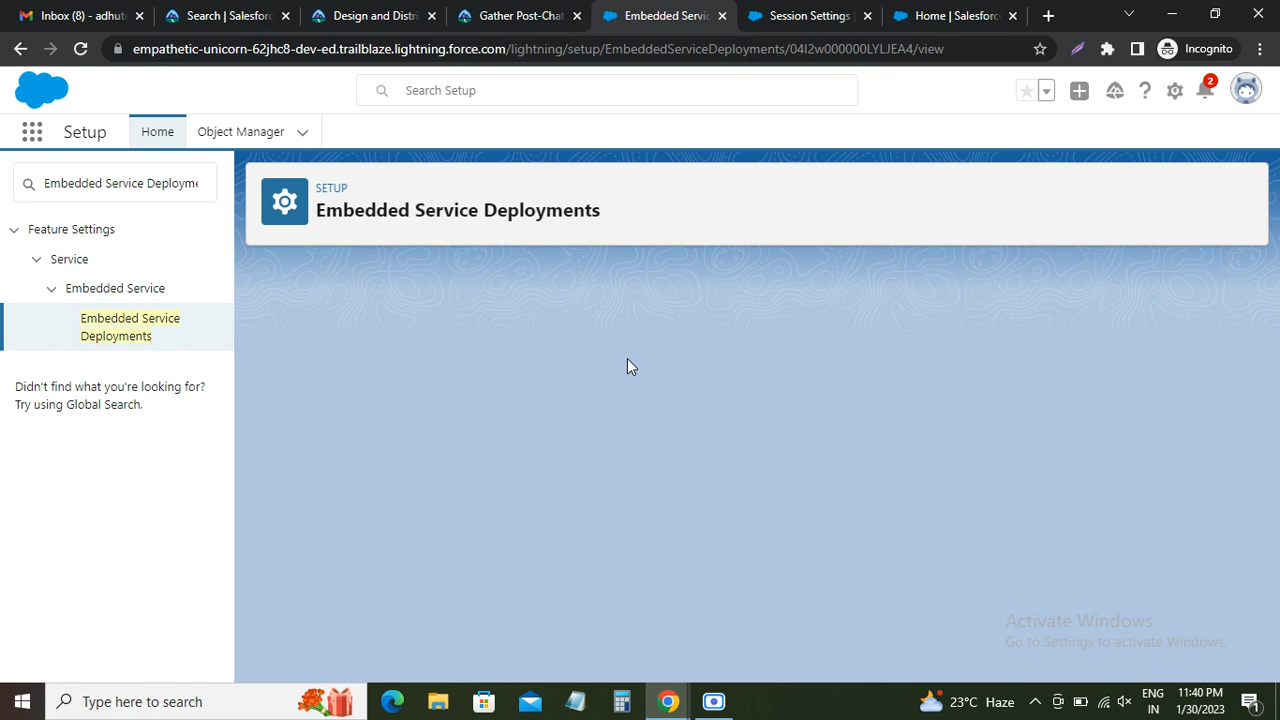 Inbox (9) - adhut
Search | Salesfor
Design and Distri
Gather Post-Chat
Embedded Servic
Session Settings |
Home | Salesforc
empathetic-unicorn-62jhc8-dev-ed.trailblaze.lightning.force.com/lightning/setup/EmbeddedServiceDeployments/04I2w000000LYLJEA4/view
Incognito
Search Setup
2
Setup
Home
Object Manager
Embedded Service Deployme
Feature Settings
Service
Embedded Service
Embedded Service
Deployments
Didn't find what you're looking for?
Try using Global Search.
SETUP
Embedded Service Deployments
Activate Windows
Go to Settings to activate Windows.
Type here to search
23°C Haze
ENG
IN
11:40 PM
1/30/2023
1